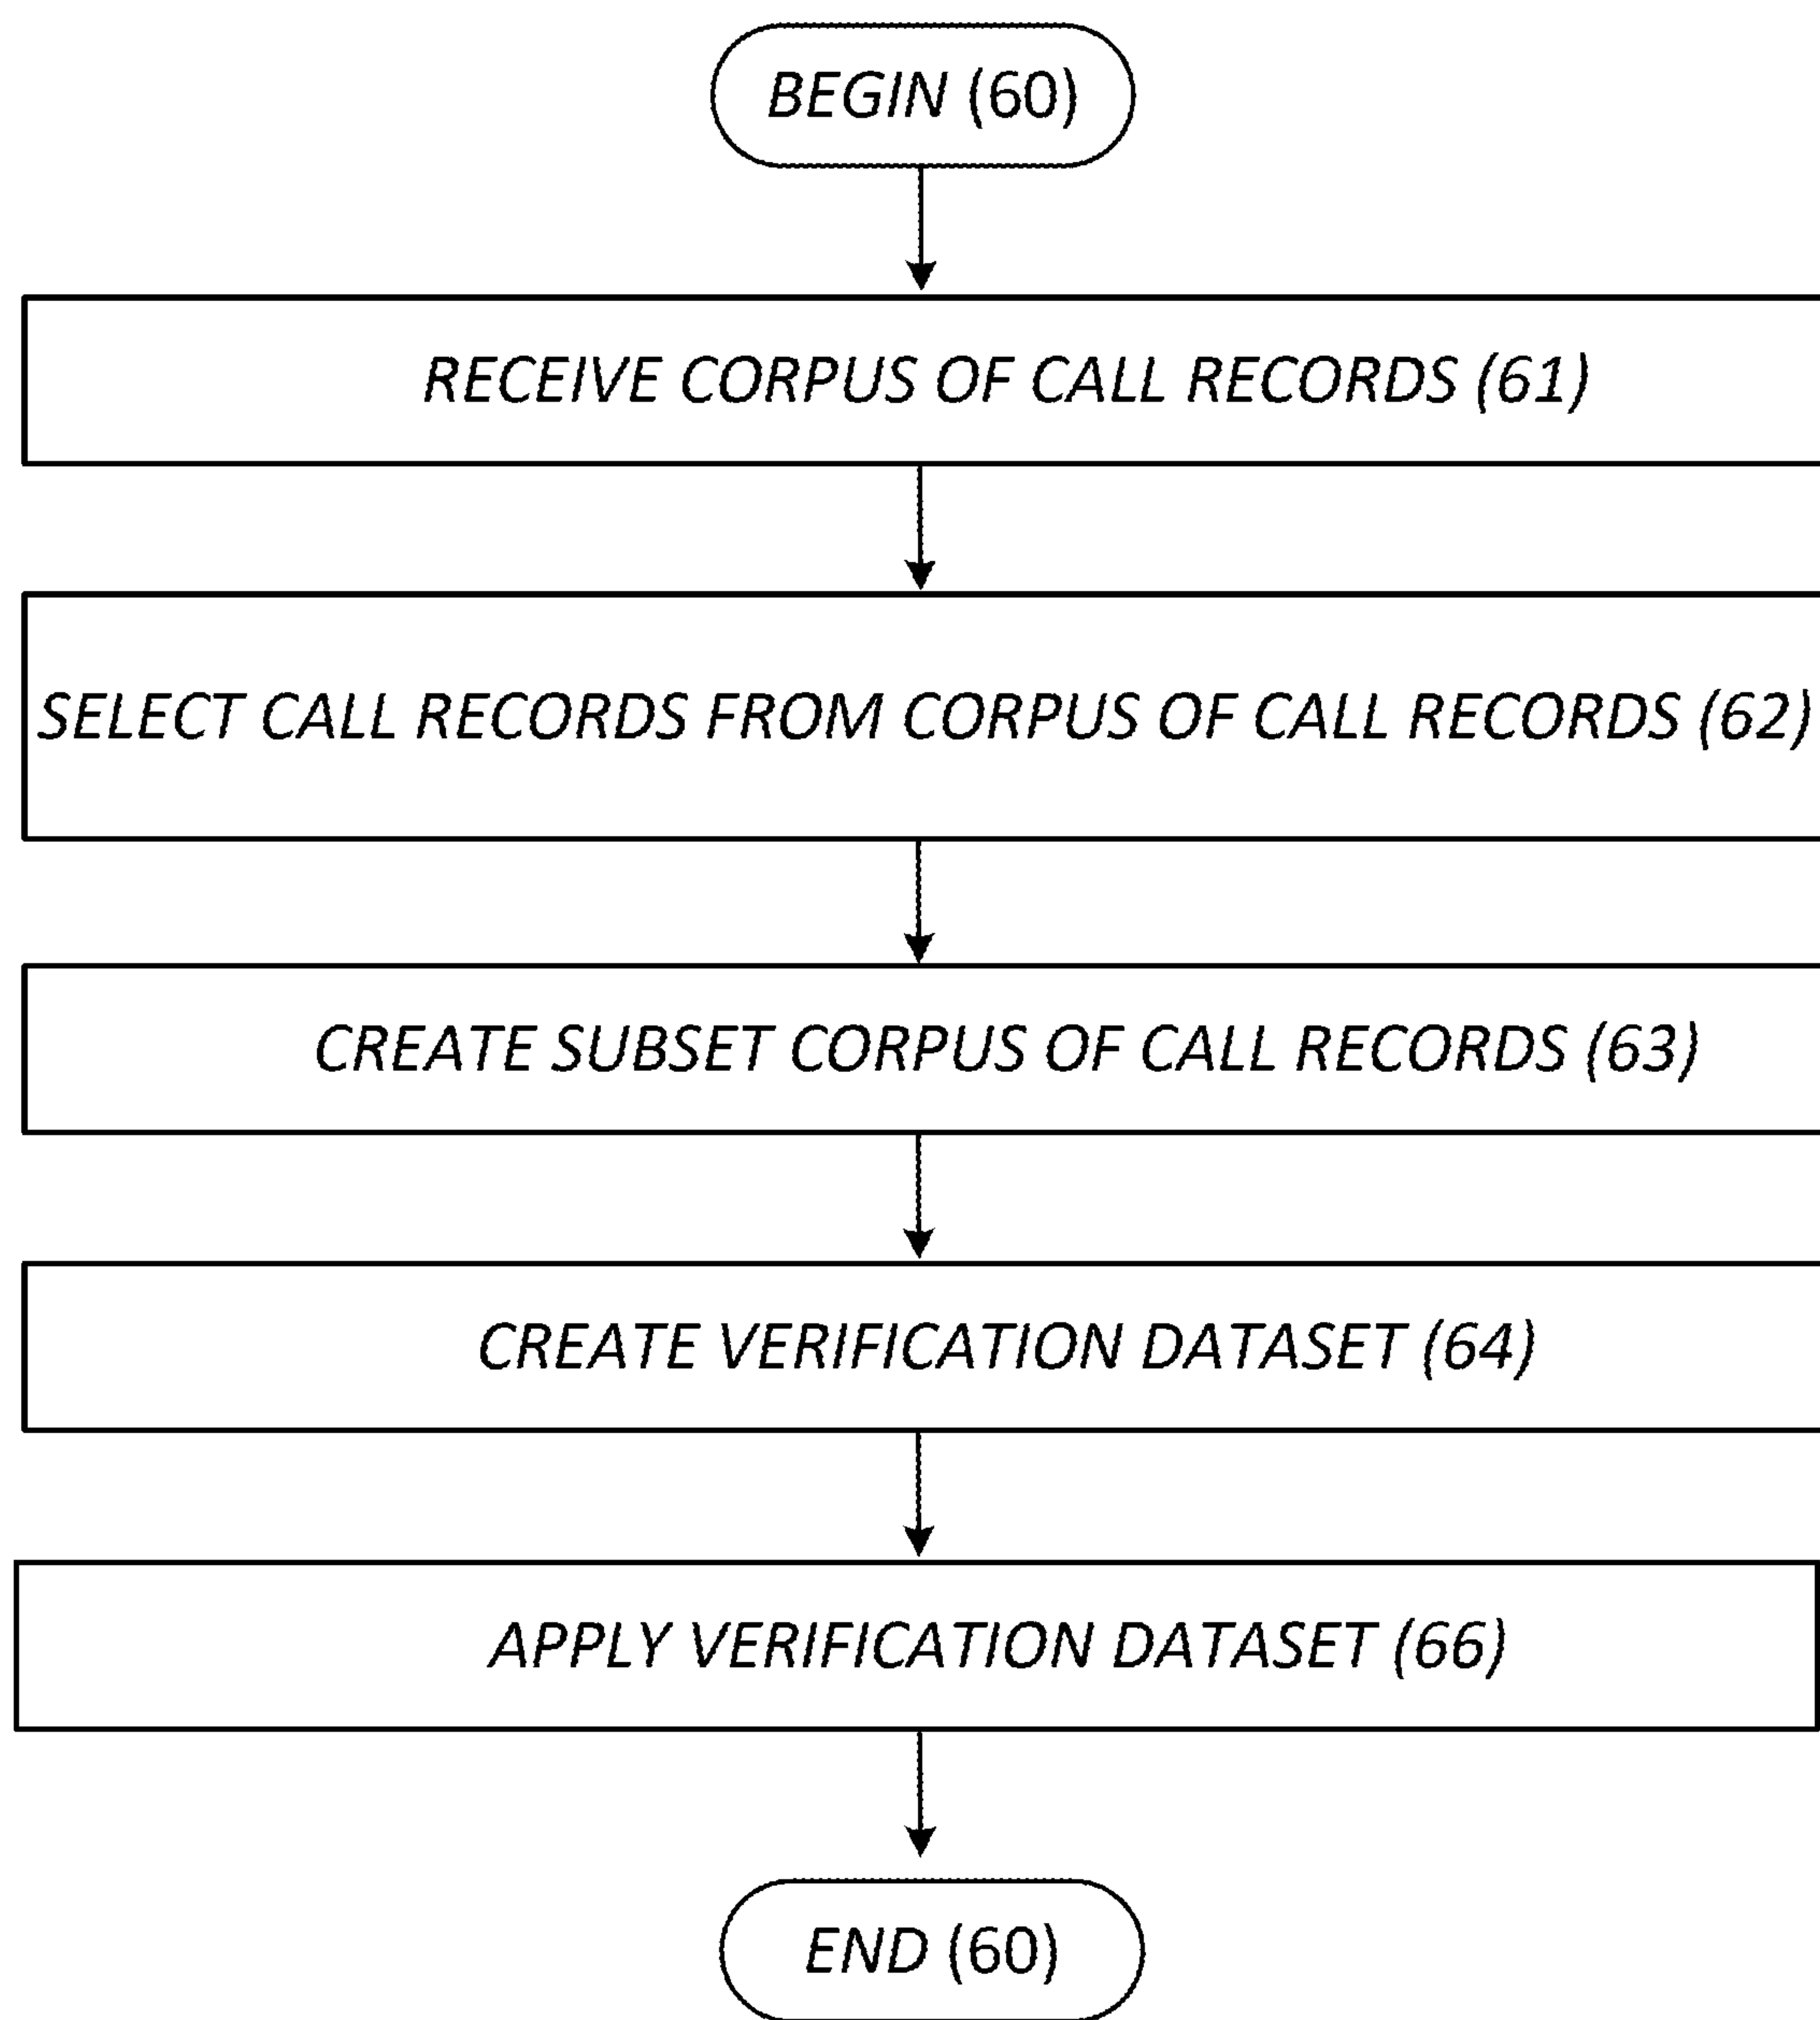 BEGIN (60)
RECEIVE CORPUS OF CALL RECORDS (61)
SELECT CALL RECORDS FROM CORPUS OF CALL RECORDS (62)
CREATE SUBSET CORPUS OF CALL RECORDS (63)
CREATE VERIFICATION DATASET (64)
APPLY VERIFICATION DATASET (66)
END (60)